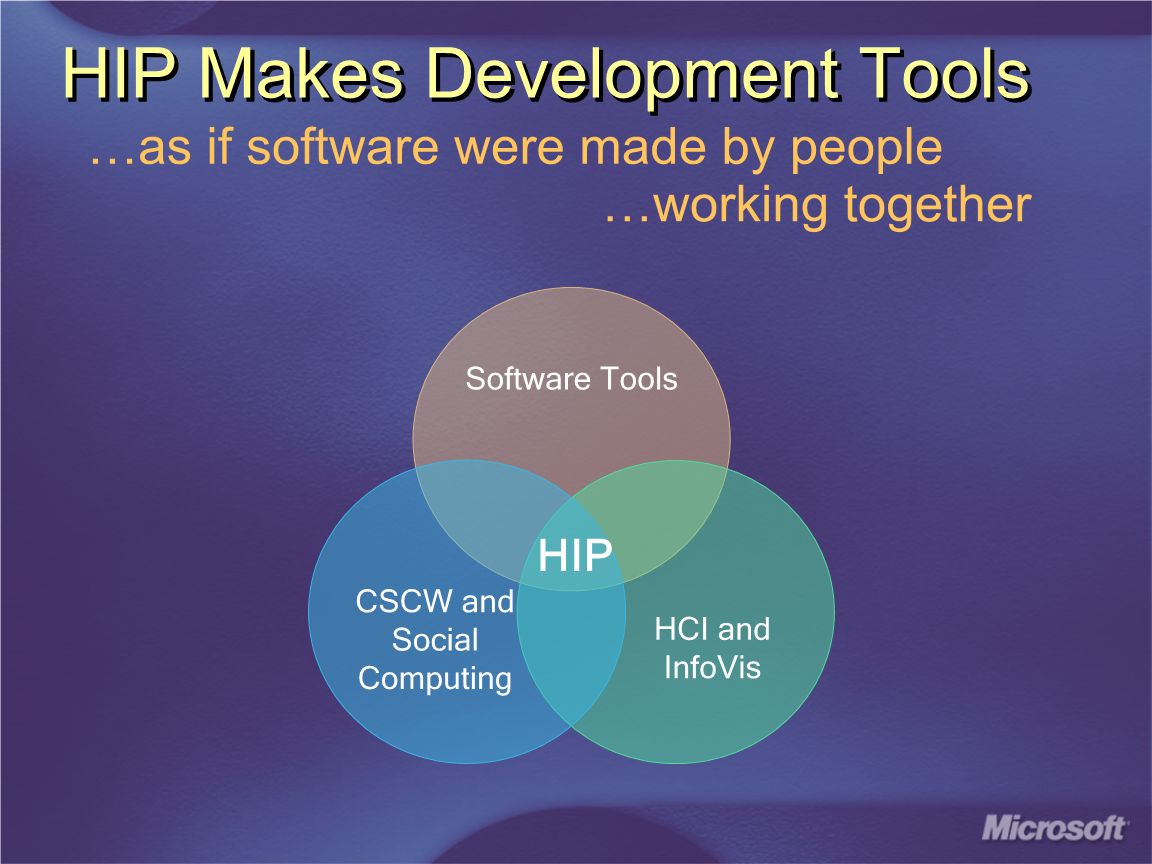 HIP Makes Development Tools
…as if software were made by people
…working together
Software Tools
HIP
CSCW and
Social
Computing
HCI and
InfoVis
Microsoft